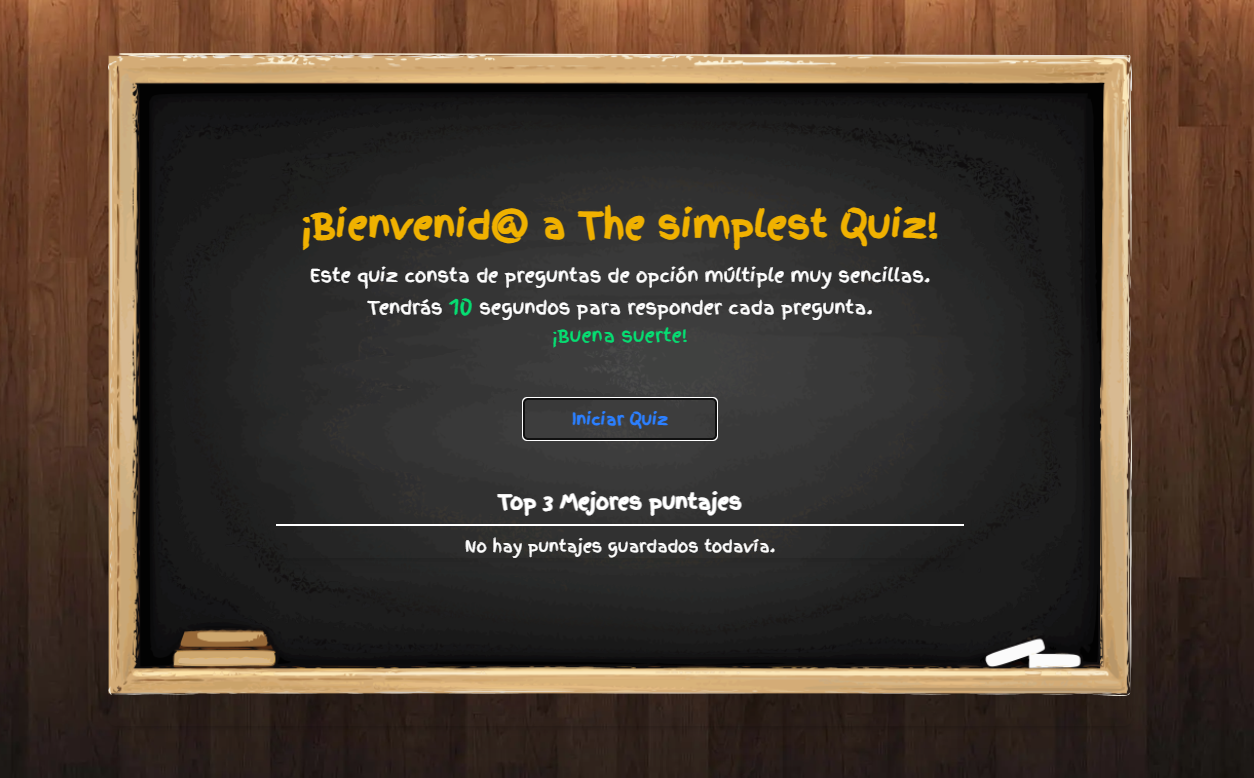 ¡Bienvenid@ a The simplest Quiz!
Este quiz consta de preguntas de opción múltiple muy sencillas.
Tendrás 10 segundos para responder cada pregunta.
¡Buena suerte!
Iniciar Quiz
Top 3 Mejores puntajes
No hay puntajes guardados todavía.